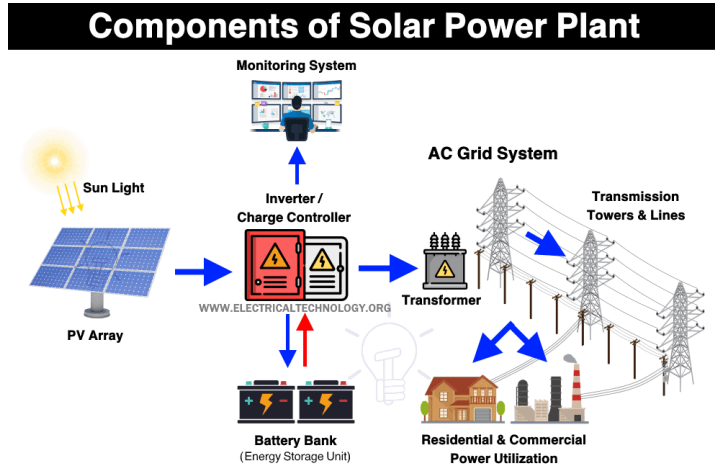 Components of Solar Power Plant
Monitoring System
AC Grid System
Sun Light
Inverter /
Charge Controller
Transmission
Towers & Lines
Transformer
WWW.ELECTRICALTECHNOLOGY.ORG
PV Array
Battery Bank
(Energy Storage Unit)
Residential & Commercial
Power Utilization